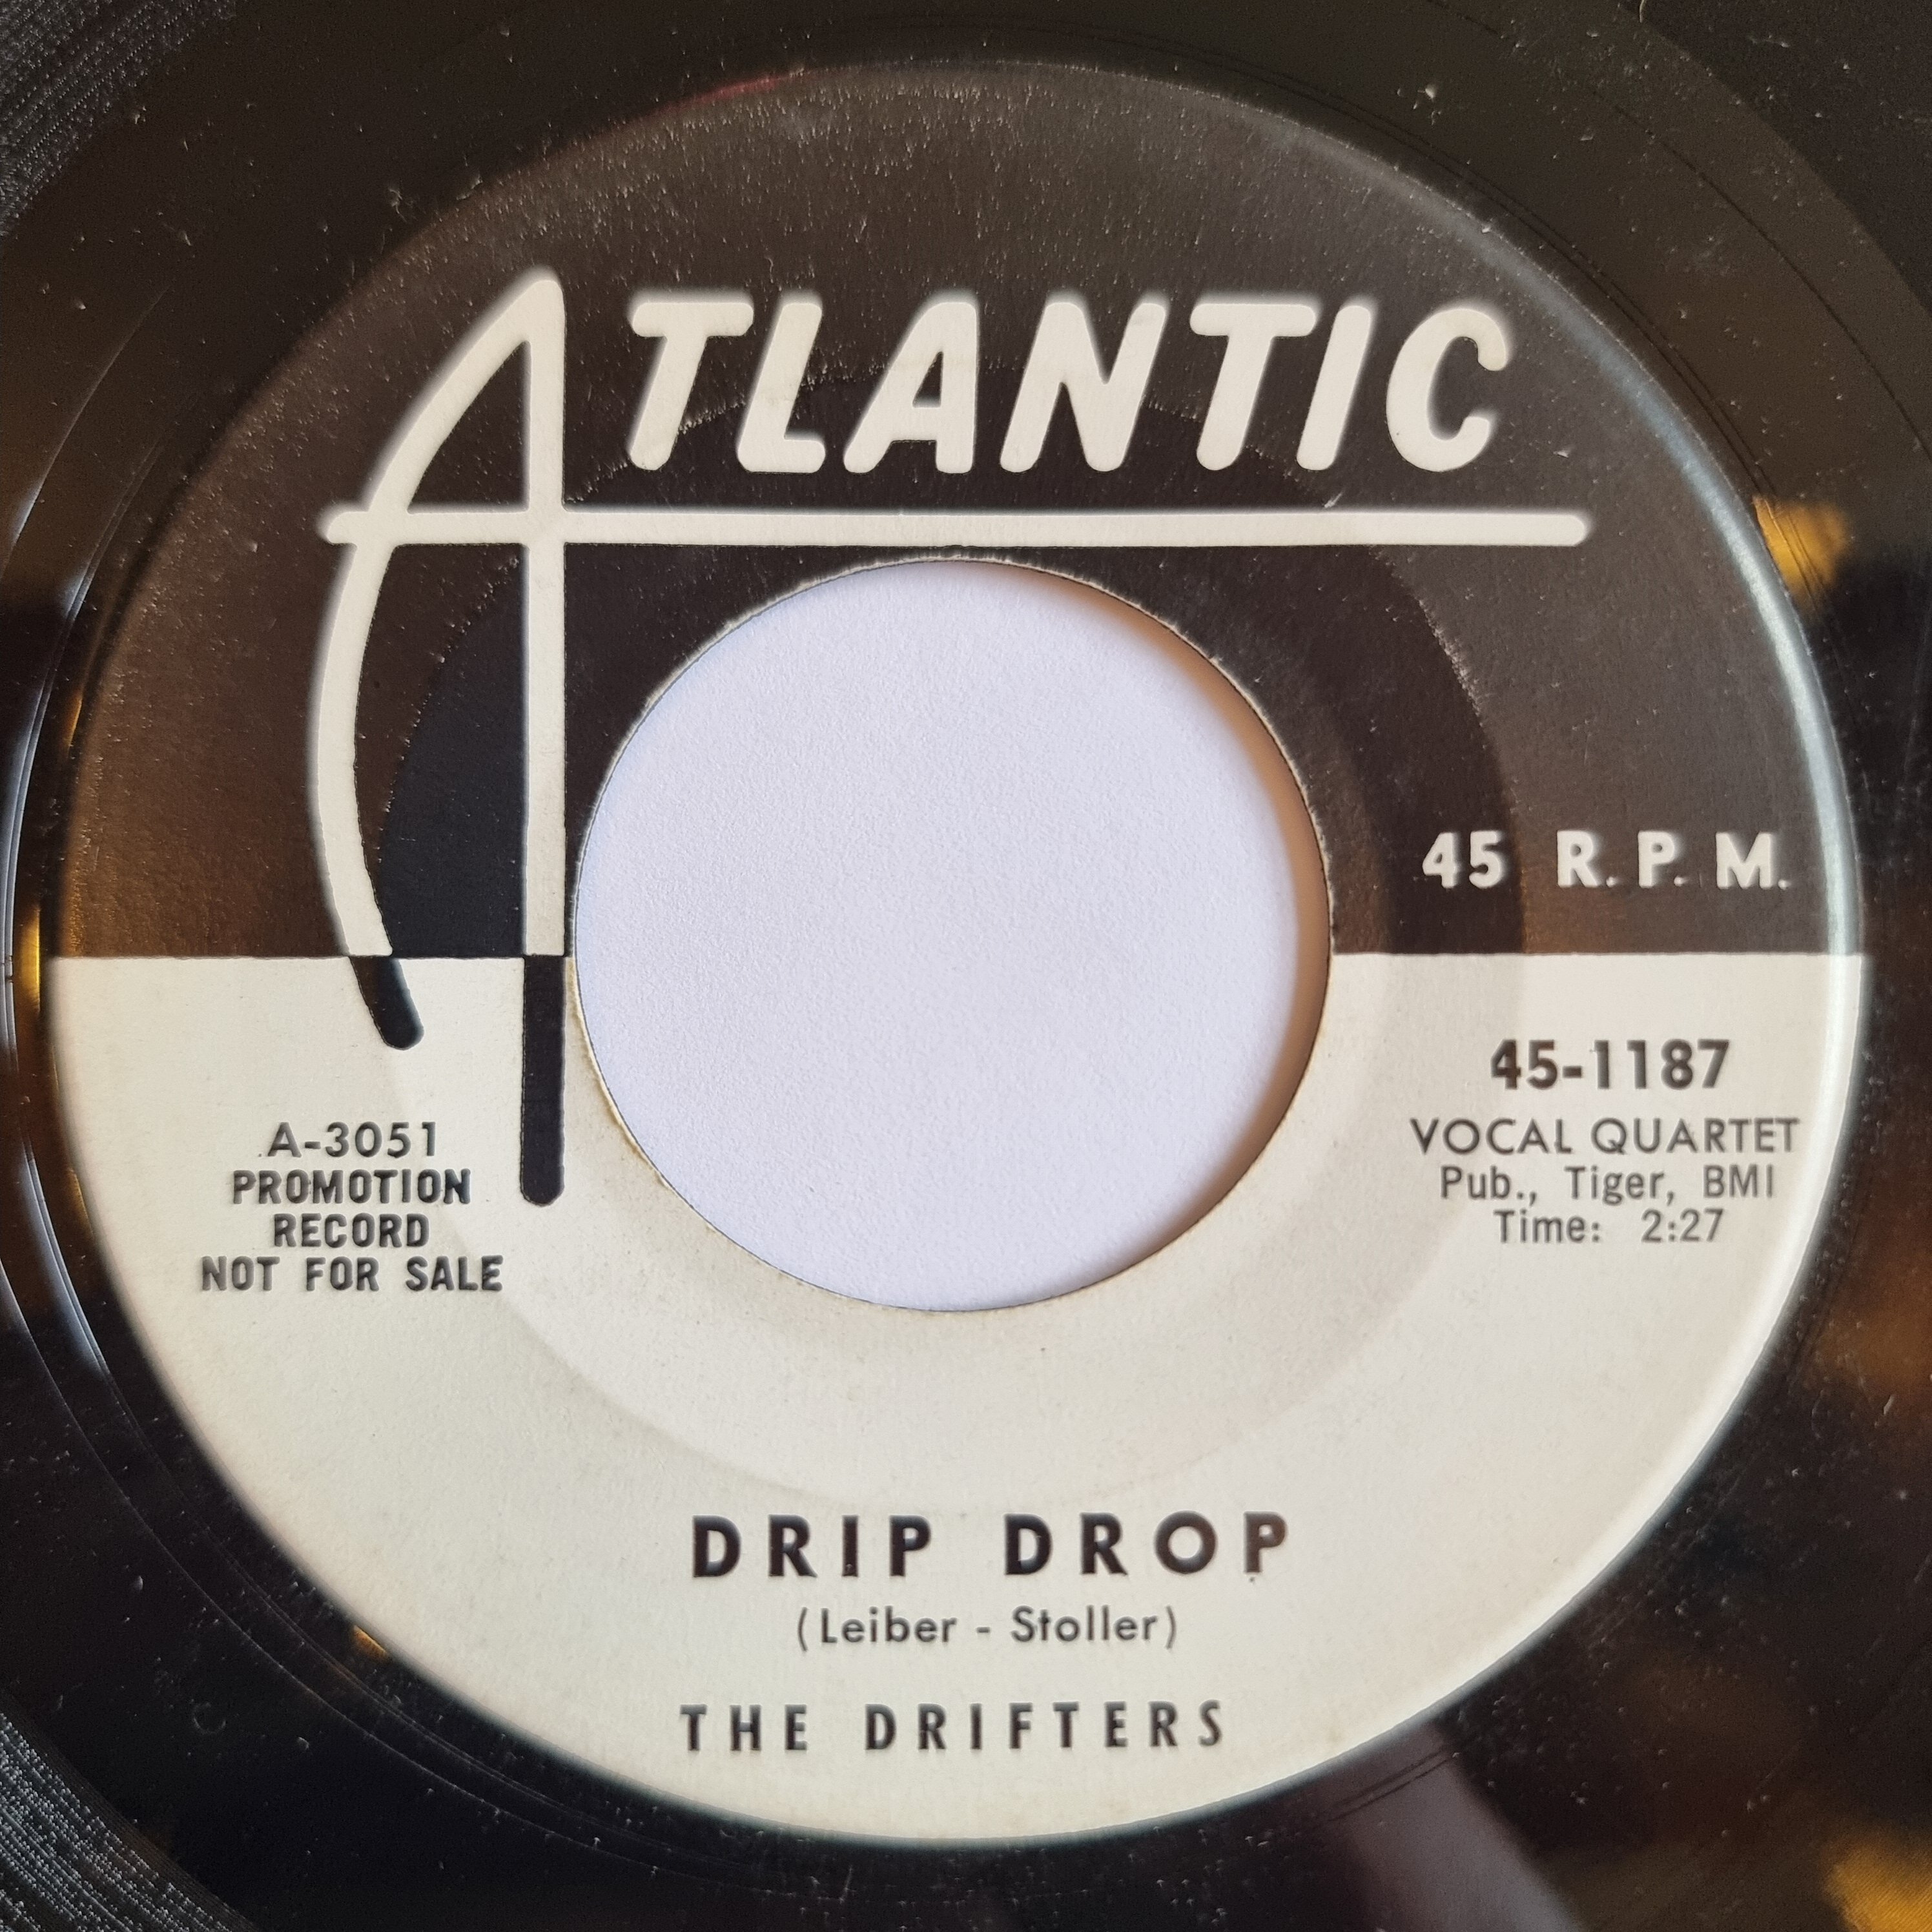 ATLANTIC
45 R.P.M.
A-3051
PROMOTION
RECORD
NOT FOR SALE
45-1187
VOCAL QUARTET
Pub., Tiger, BMI
Time: 2:27
DRIP DROP
(Leiber - Stoller)
THE DRIFTERS